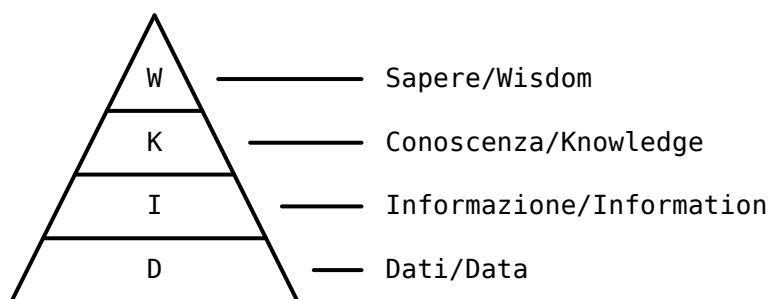 W Sapere/Wisdom
K Conoscenza/Knowledge
I Informazione/Information
D Dati/Data